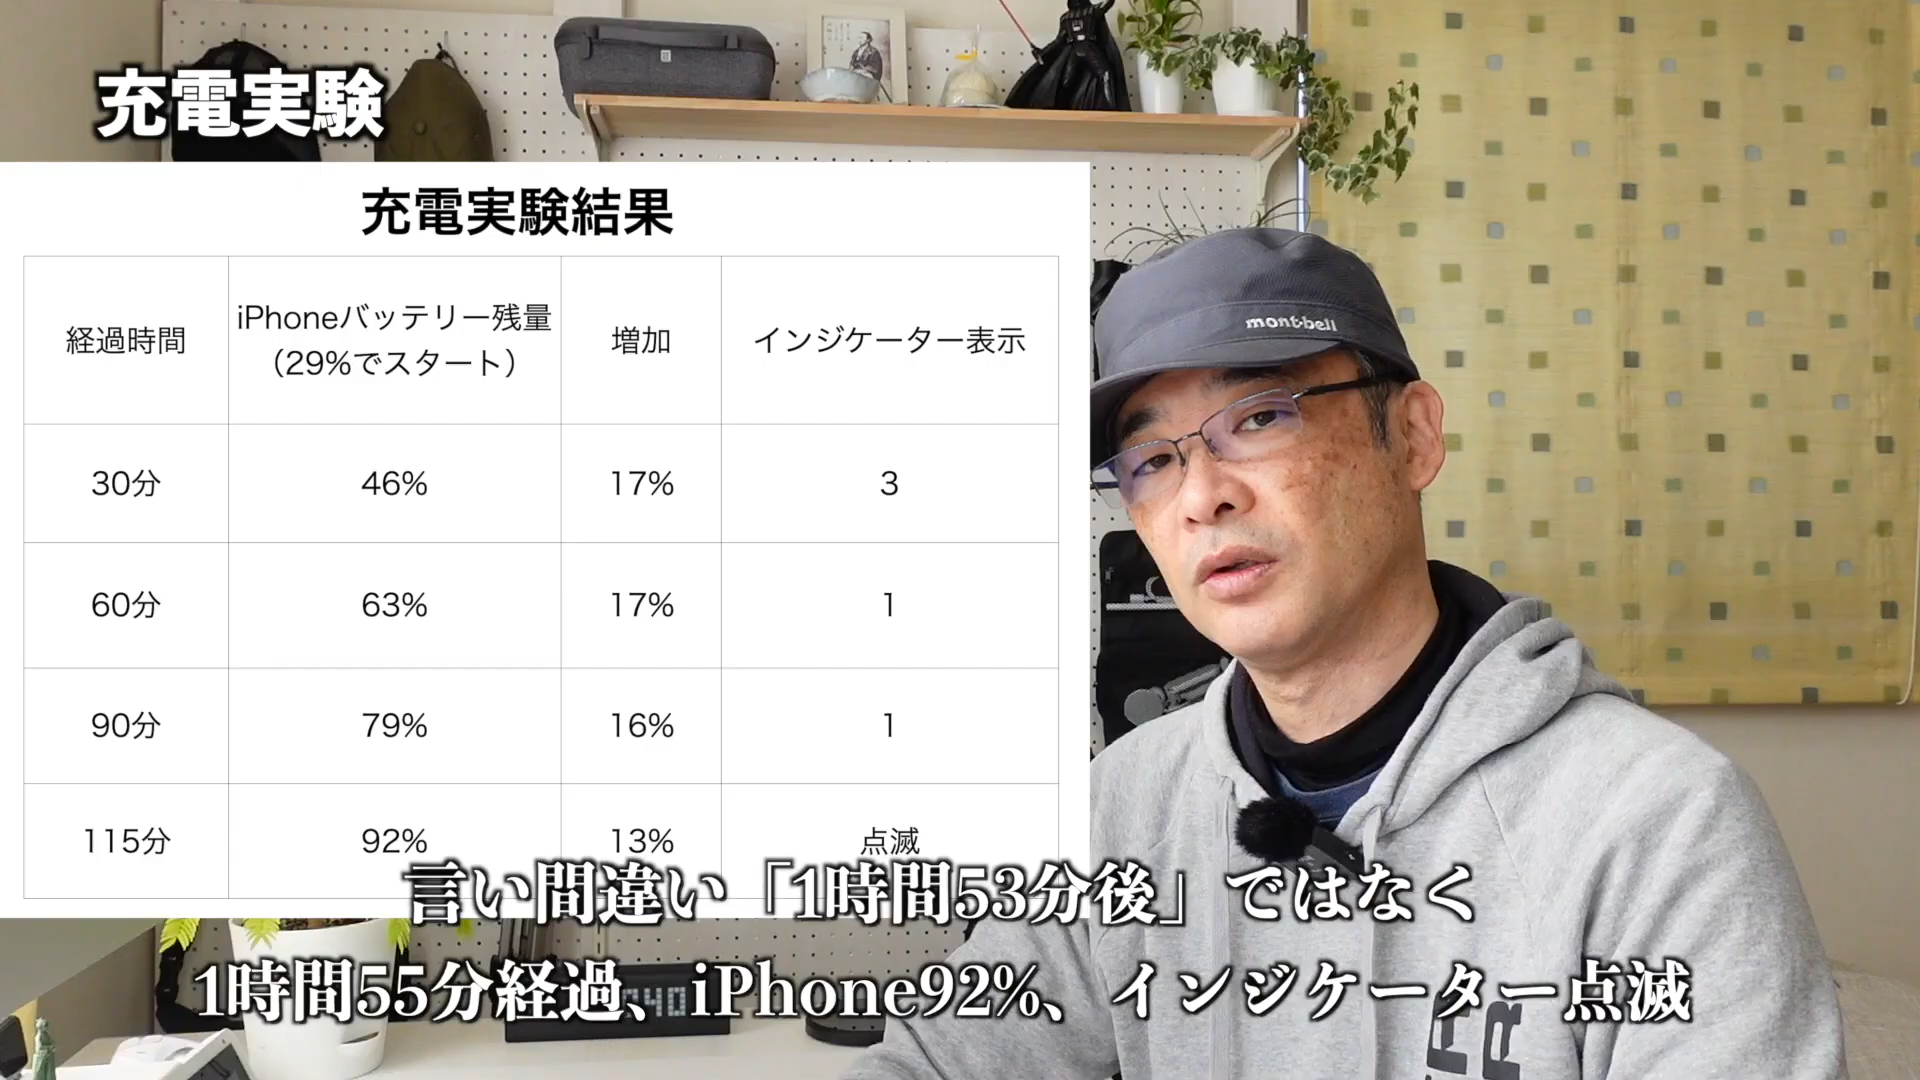 充電実験
充電実験結果
経過時間
iPhoneバッテリー残量
（29%でスタート）
増加
インジケーター表示
30分
46%
17%
3
60分
63%
17%
1
90分
79%
16%
1
115分
92%
13%
点滅
mont-bell
言い間違い「1時間53分後」ではなく
1時間55分経過、iPhone92%、インジケーター点滅